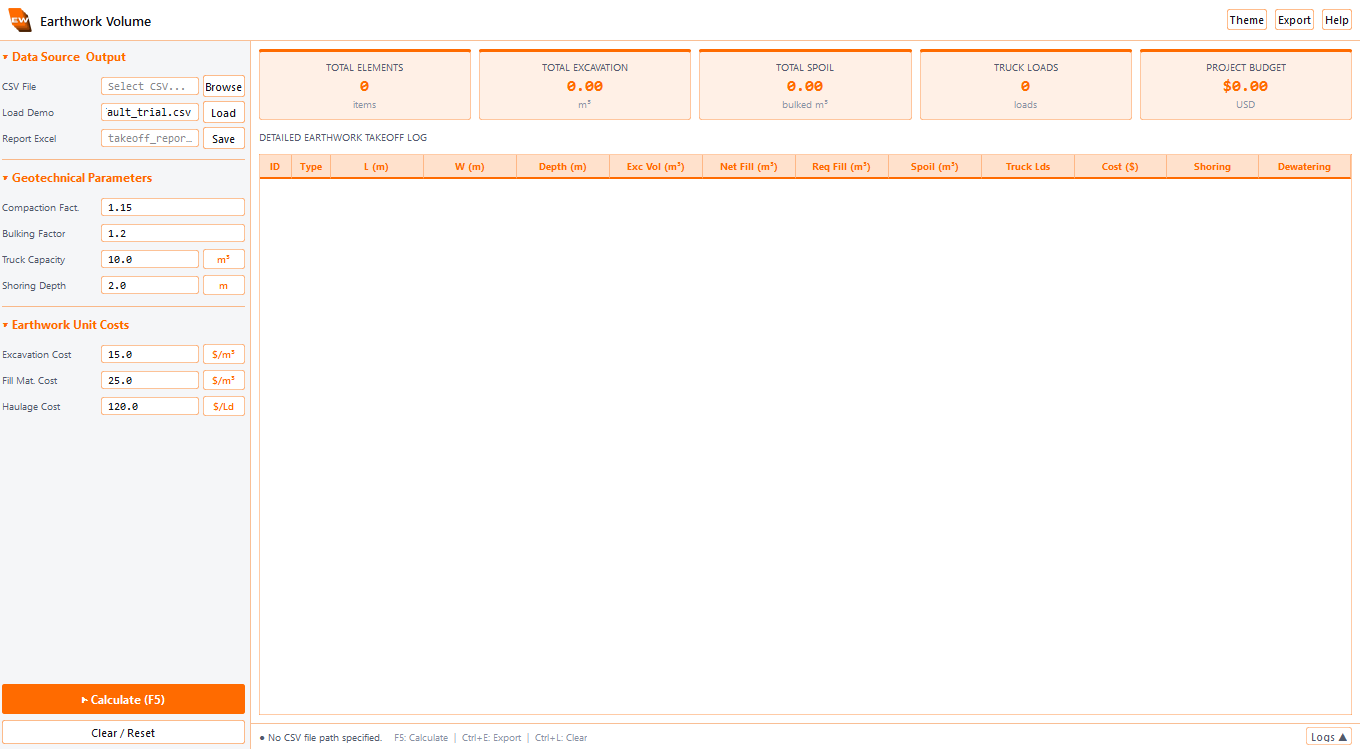 EW Earthwork Volume Theme Export Help
▾ Data Source Output
CSV File Select CSV... Browse
Load Demo ault_trial.csv Load
Report Excel takeoff_repor… Save
▾ Geotechnical Parameters
Compaction Fact. 1.15
Bulking Factor 1.2
Truck Capacity 10.0 m³
Shoring Depth 2.0 m
▾ Earthwork Unit Costs
Excavation Cost 15.0 $/m³
Fill Mat. Cost 25.0 $/m³
Haulage Cost 120.0 $/Ld
Calculate (F5)
Clear / Reset
TOTAL ELEMENTS
0
items
TOTAL EXCAVATION
0.00
m³
TOTAL SPOIL
0.00
bulked m³
TRUCK LOADS
0
loads
PROJECT BUDGET
$0.00
USD
DETAILED EARTHWORK TAKEOFF LOG
ID Type L (m) W (m) Depth (m) Exc Vol (m³) Net Fill (m³) Req Fill (m³) Spoil (m³) Truck Lds Cost ($) Shoring Dewatering
● No CSV file path specified. F5: Calculate | Ctrl+E: Export | Ctrl+L: Clear Logs ▲